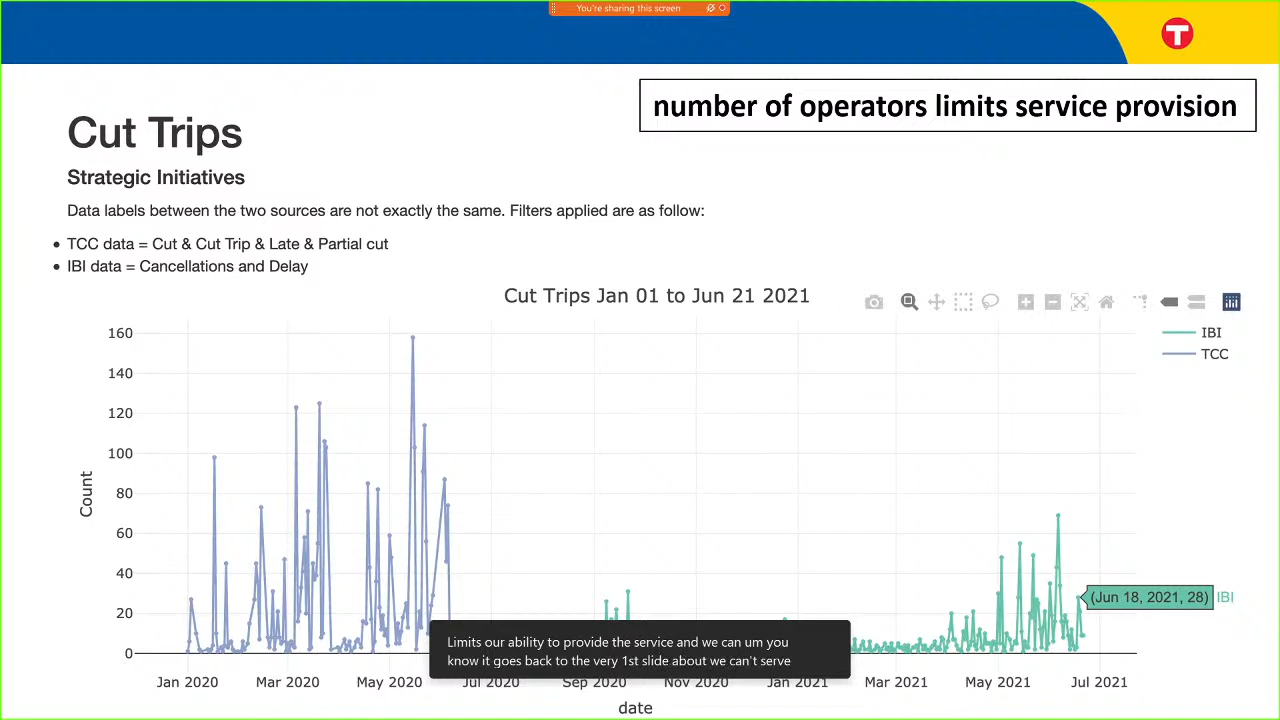 You're sharing this screen
T
number of operators limits service provision
Cut Trips
Strategic Initiatives
Data labels between the two sources are not exactly the same. Filters applied are as follow:
• TCC data = Cut & Cut Trip & Late & Partial cut
• IBI data = Cancellations and Delay
Cut Trips Jan 01 to Jun 21 2021
IBI
TCC
160
140
120
100
80
60
40
20
0
Count
(Jun 18, 2021, 28) IBI
Limits our ability to provide the service and we can um you
know it goes back to the very 1st slide about we can't serve
Jan 2020 Mar 2020 May 2020 Jul 2020 Sep 2020 Nov 2020 Jan 2021 Mar 2021 May 2021 Jul 2021
date